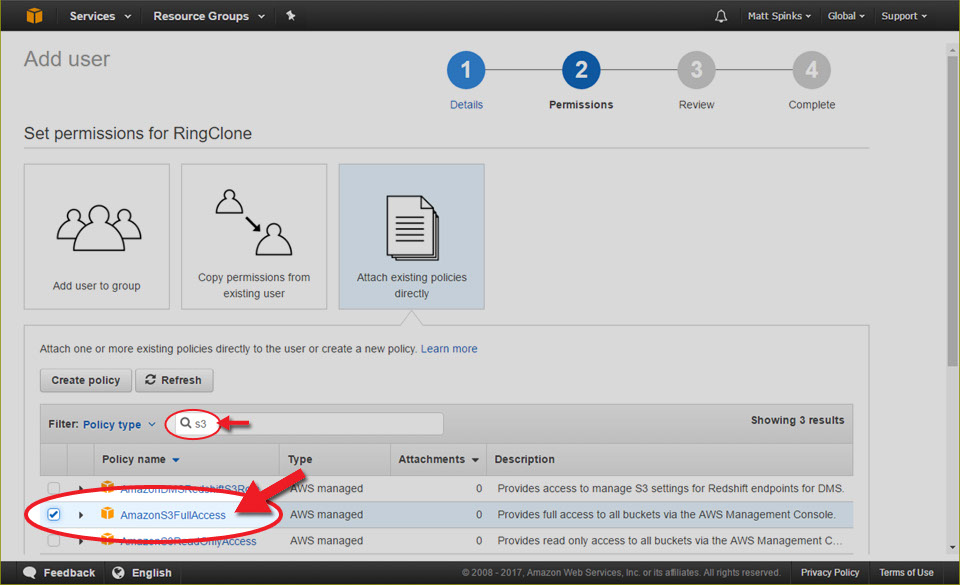 Services Resource Groups Matt Spinks Global Support
Add user
1 2 3 4
Details Permissions Review Complete
Set permissions for RingClone
Add user to group
Copy permissions from
existing user
Attach existing policies
directly
Attach one or more existing policies directly to the user or create a new policy. Learn more
Create policy Refresh
Filter: Policy type s3 Showing 3 results
Policy name Type Attachments Description
AmazonDMSRedshiftS3Ro AWS managed 0 Provides access to manage S3 settings for Redshift endpoints for DMS.
AmazonS3FullAccess AWS managed 0 Provides full access to all buckets via the AWS Management Console.
AmazonS3ReadOnlyAccess AWS managed 0 Provides read only access to all buckets via the AWS Management C...
Feedback English © 2008 - 2017, Amazon Web Services, Inc. or its affiliates. All rights reserved. Privacy Policy Terms of Use